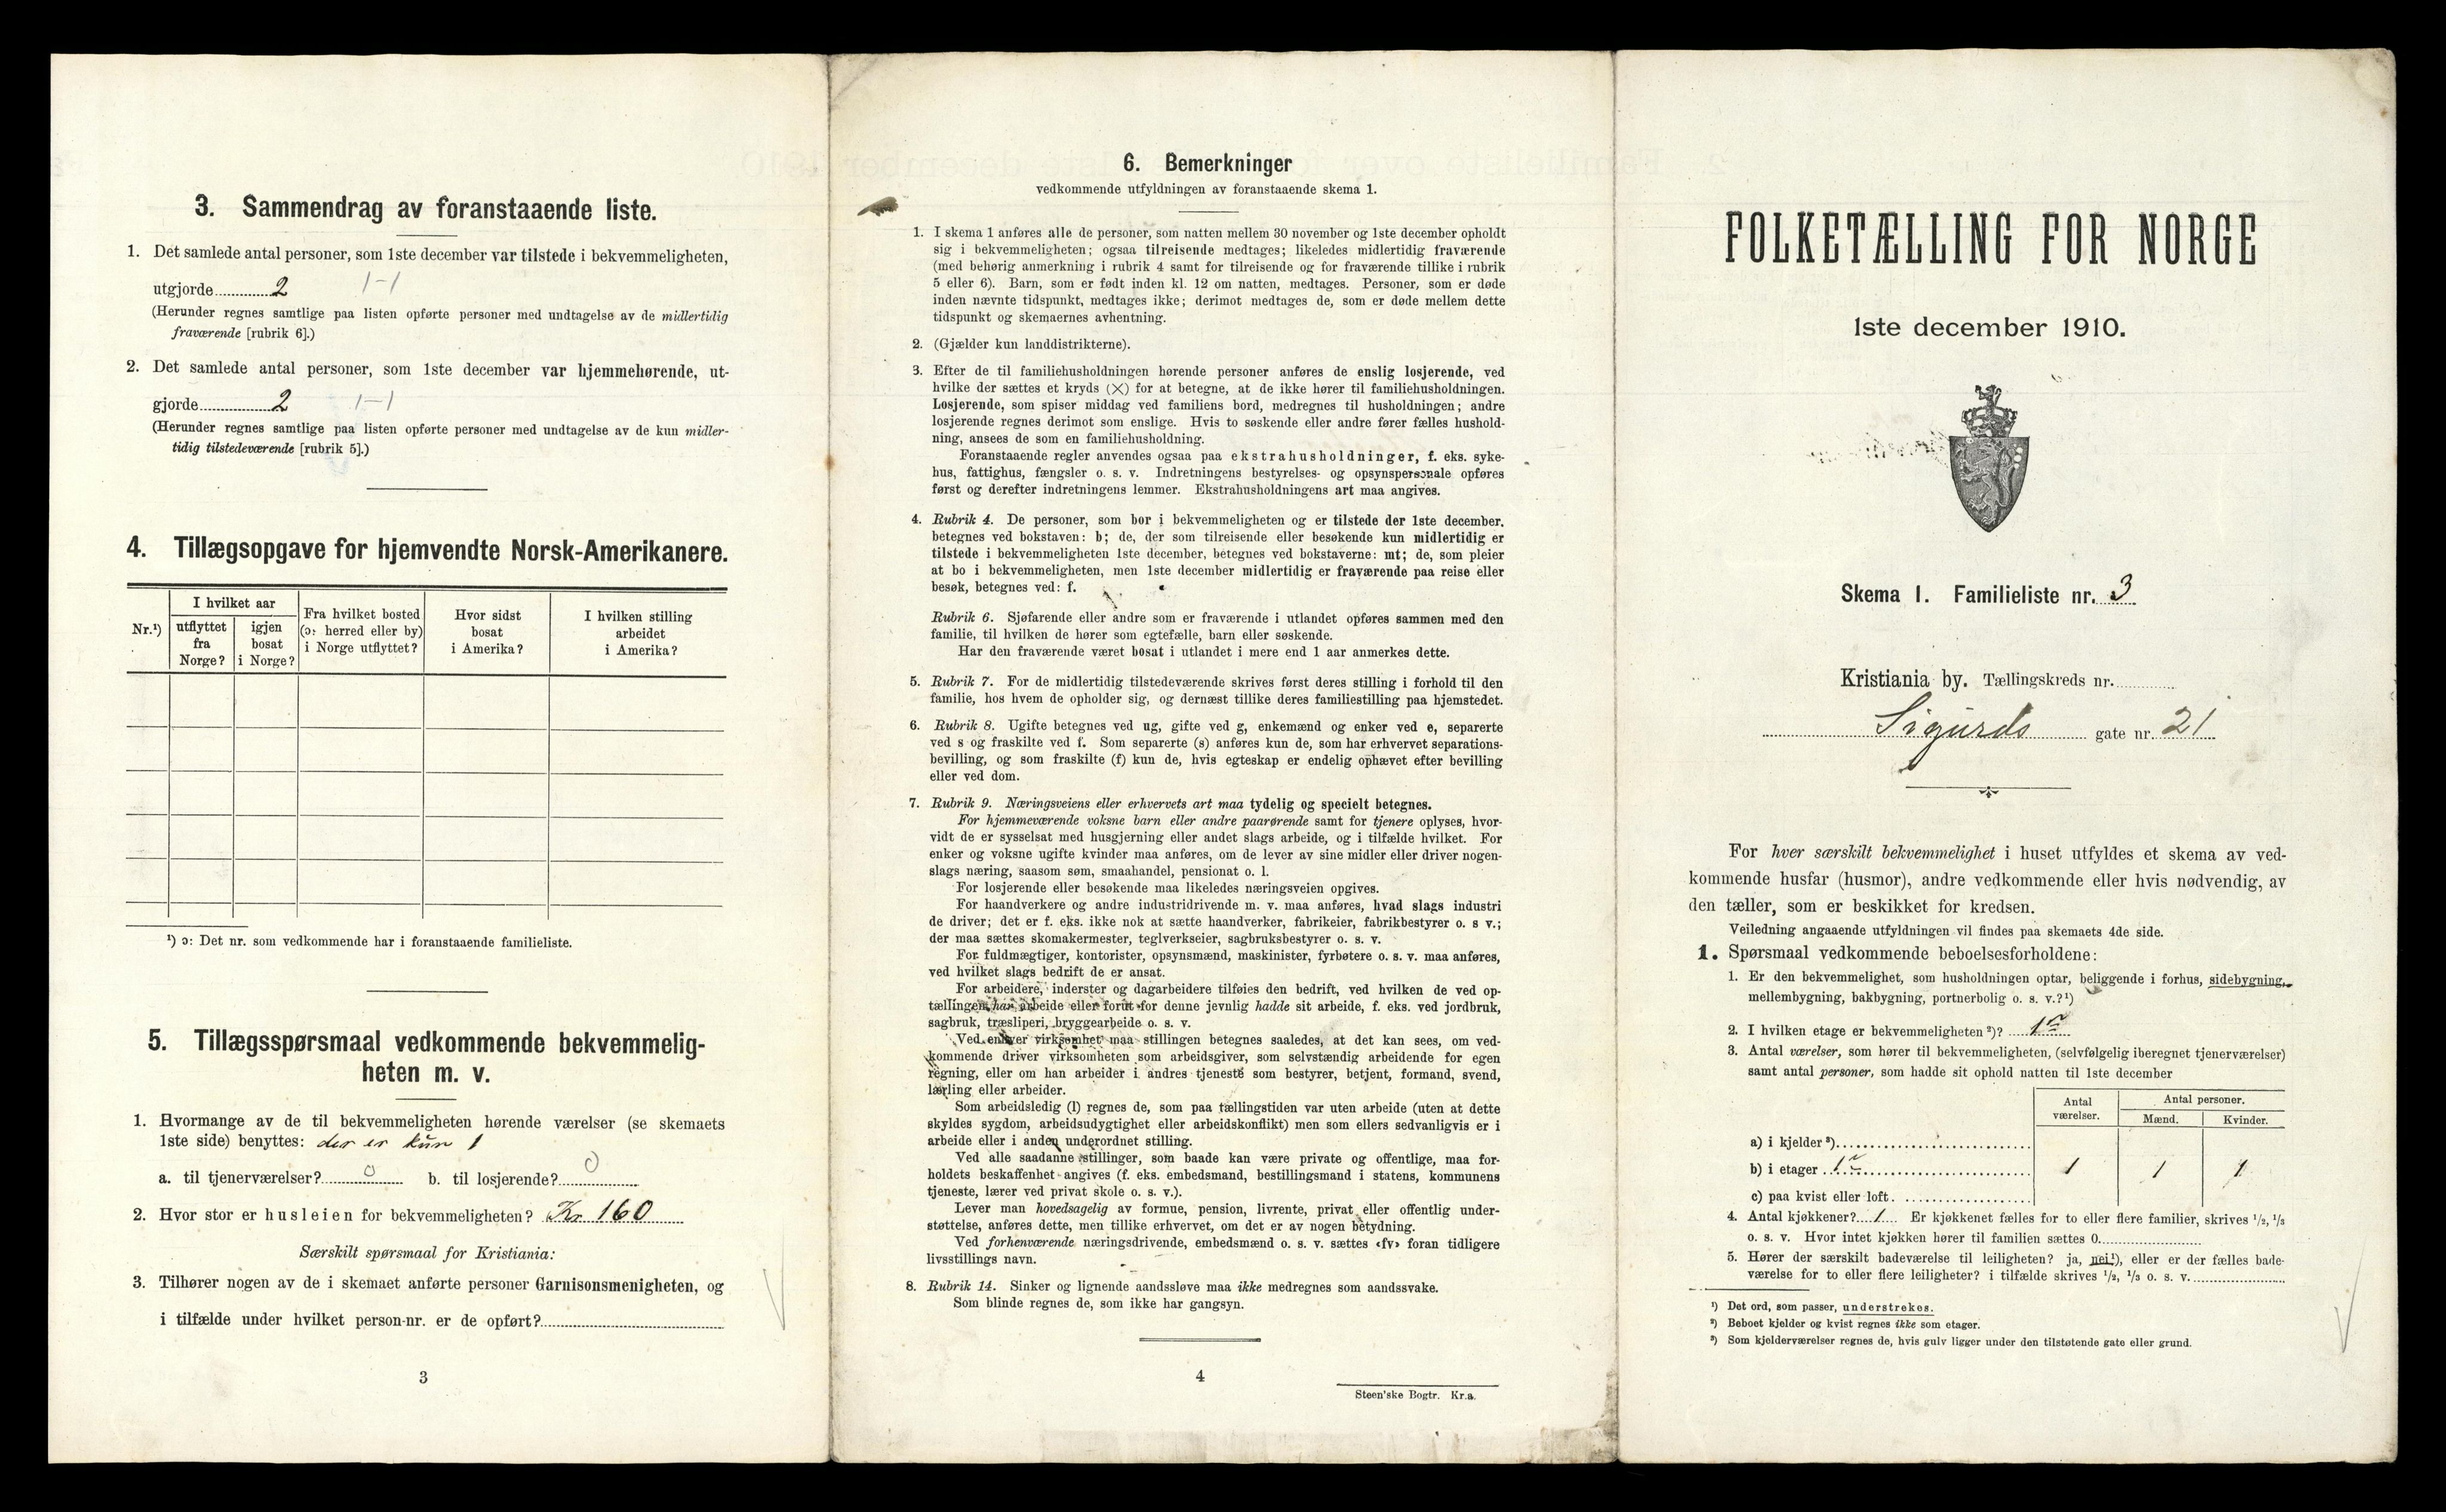 3. Sammendrag av foranstaaende liste.
1. Det samlede antal personer, som 1ste december var tilstede i bekvemmeligheten,
utgjorde 2 1-1
(Herunder regnes samtlige paa listen opførte personer med undtagelse av de midlertidig
fraværende [rubrik 6].)
2. Det samlede antal personer, som 1ste december var hjemmehørende, ut-
gjorde 2 1-1
(Herunder regnes samtlige paa listen opførte personer med undtagelse av de kun midler-
tidig tilstedeværende [rubrik 5].)
4. Tillægsopgave for hjemvendte Norsk-Amerikanere.
Nr.¹)
I hvilket aar
utflyttet
fra
Norge?
igjen
bosat
i Norge?
Fra hvilket bosted
(ɔ: herred eller by)
i Norge utflyttet?
Hvor sidst
bosat
i Amerika?
I hvilken stilling
arbeidet
i Amerika?
¹) ɔ: Det nr. som vedkommende har i foranstaaende familieliste.
5. Tillægsspørsmaal vedkommende bekvemmelig-
heten m. v.
1. Hvormange av de til bekvemmeligheten hørende værelser (se skemaets
1ste side) benyttes: der er kun 1
a. til tjenerværelser? 0 b. til losjerende? 0
2. Hvor stor er husleien for bekvemmeligheten? Kr 160
Særskilt spørsmaal for Kristiania:
3. Tilhører nogen av de i skemaet anførte personer Garnisonsmenigheten, og
i tilfælde under hvilket person-nr. er de opført?
3
6. Bemerkninger
vedkommende utfyldningen av foranstaaende skema 1.
1. I skema 1 anføres alle de personer, som natten mellem 30 november og 1ste december opholdt
sig i bekvemmeligheten; ogsaa tilreisende medtages; likeledes midlertidig fraværende
(med behørig anmerkning i rubrik 4 samt for tilreisende og for fraværende tillike i rubrik
5 eller 6). Barn, som er født inden kl. 12 om natten, medtages. Personer, som er døde
inden nævnte tidspunkt, medtages ikke; derimot medtages de, som er døde mellem dette
tidspunkt og skemaernes avhentning.
2. (Gjælder kun landdistrikterne).
3. Efter de til familiehusholdningen hørende personer anføres de enslig losjerende, ved
hvilke der sættes et kryds (×) for at betegne, at de ikke hører til familiehusholdningen.
Losjerende, som spiser middag ved familiens bord, medregnes til husholdningen; andre
losjerende regnes derimot som enslige. Hvis to søskende eller andre fører fælles hushold-
ning, ansees de som en familiehusholdning.
Foranstaaende regler anvendes ogsaa paa ekstrahusholdninger, f. eks. syke-
hus, fattighus, fængsler o. s. v. Indretningens bestyrelses- og opsynspersonale opføres
først og derefter indretningens lemmer. Ekstrahusholdningens art maa angives.
4. Rubrik 4. De personer, som bor i bekvemmeligheten og er tilstede der 1ste december,
betegnes ved bokstaven: b; de, der som tilreisende eller besøkende kun midlertidig er
tilstede i bekvemmeligheten 1ste december, betegnes ved bokstaverne: mt; de, som pleier
at bo i bekvemmeligheten, men 1ste december midlertidig er fraværende paa reise eller
besøk, betegnes ved: f.
Rubrik 6. Sjøfarende eller andre som er fraværende i utlandet opføres sammen med den
familie, til hvilken de hører som egtefælle, barn eller søskende.
Har den fraværende været bosat i utlandet i mere end 1 aar anmerkes dette.
5. Rubrik 7. For de midlertidig tilstedeværende skrives først deres stilling i forhold til den
familie, hos hvem de opholder sig, og dernæst tillike deres familiestilling paa hjemstedet.
6. Rubrik 8. Ugifte betegnes ved ug, gifte ved g, enkemænd og enker ved e, separerte
ved s og fraskilte ved f. Som separerte (s) anføres kun de, som har erhvervet separations-
bevilling, og som fraskilte (f) kun de, hvis egteskap er endelig ophævet efter bevilling
eller ved dom.
7. Rubrik 9. Næringsveiens eller erhvervets art maa tydelig og specielt betegnes.
For hjemmeværende voksne barn eller andre paarørende samt for tjenere oplyses, hvor-
vidt de er sysselsat med husgjerning eller andet slags arbeide, og i tilfælde hvilket. For
enker og voksne ugifte kvinder maa anføres, om de lever av sine midler eller driver nogen-
slags næring, saasom søm, smaahandel, pensionat o. l.
For losjerende eller besøkende maa likeledes næringsveien opgives.
For haandverkere og andre industridrivende m. v. maa anføres, hvad slags industri
de driver; det er f. eks. ikke nok at sætte haandverker, fabrikeier, fabrikbestyrer o. s v.;
der maa sættes skomakermester, teglverkseier, sagbruksbestyrer o. s. v.
For fuldmægtiger, kontorister, opsynsmænd, maskinister, fyrbøtere o. s. v. maa anføres,
ved hvilket slags bedrift de er ansat.
For arbeidere, inderster og dagarbeidere tilføies den bedrift, ved hvilken de ved op-
tællingen har arbeide eller forut for denne jevnlig hadde sit arbeide, f. eks. ved jordbruk,
sagbruk, træsliperi, bryggearbeide o. s. v.
Ved enhver virksomhet maa stillingen betegnes saaledes, at det kan sees, om ved-
kommende driver virksomheten som arbeidsgiver, som selvstændig arbeidende for egen
regning, eller om han arbeider i andres tjeneste som bestyrer, betjent, formand, svend,
lærling eller arbeider.
Som arbeidsledig (l) regnes de, som paa tællingstiden var uten arbeide (uten at dette
skyldes sygdom, arbeidsudygtighet eller arbeidskonflikt) men som ellers sedvanligvis er i
arbeide eller i anden underordnet stilling.
Ved alle saadanne stillinger, som baade kan være private og offentlige, maa for-
holdets beskaffenhet angives (f. eks. embedsmand, bestillingsmand i statens, kommunens
tjeneste, lærer ved privat skole o. s. v.).
Lever man hovedsagelig av formue, pension, livrente, privat eller offentlig under-
støttelse, anføres dette, men tillike erhvervet, om det er av nogen betydning.
Ved forhenværende næringsdrivende, embedsmænd o. s. v. sættes «fv» foran tidligere
livsstillings navn.
8. Rubrik 14. Sinker og lignende aandssløve maa ikke medregnes som aandssvake.
Som blinde regnes de, som ikke har gangsyn.
4
Steen'ske Bogtr. Kr.a.
FOLKETÆLLING FOR NORGE
1ste december 1910.
Skema 1. Familieliste nr. 3
Kristiania by. Tællingskreds nr.
Sigurds gate nr. 21
For hver særskilt bekvemmelighet i huset utfyldes et skema av ved-
kommende husfar (husmor), andre vedkommende eller hvis nødvendig, av
den tæller, som er beskikket for kredsen.
Veiledning angaaende utfyldningen vil findes paa skemaets 4de side.
1. Spørsmaal vedkommende beboelsesforholdene:
1. Er den bekvemmelighet, som husholdningen optar, beliggende i forhus, sidebygning,
mellembygning, bakbygning, portnerbolig o. s. v.?¹)
2. I hvilken etage er bekvemmeligheten²)? 1ste
3. Antal værelser, som hører til bekvemmeligheten, (selvfølgelig iberegnet tjenerværelser)
samt antal personer, som hadde sit ophold natten til 1ste december
Antal
værelser.
Antal personer.
Mænd. Kvinder.
a) i kjelder³)
b) i etager 1 1 1
c) paa kvist eller loft.
4. Antal kjøkkener? 1 Er kjøkkenet fælles for to eller flere familier, skrives ¹/₂, ¹/₃
o. s. v. Hvor intet kjøkken hører til familien sættes 0.
5. Hører der særskilt badeværelse til leiligheten? ja, nei¹), eller er der fælles bade-
værelse for to eller flere leiligheter? i tilfælde skrives ¹/₂, ¹/₃ o. s. v.
¹) Det ord, som passer, understrekes.
²) Beboet kjelder og kvist regnes ikke som etager.
³) Som kjelderværelser regnes de, hvis gulv ligger under den tilstøtende gate eller grund.